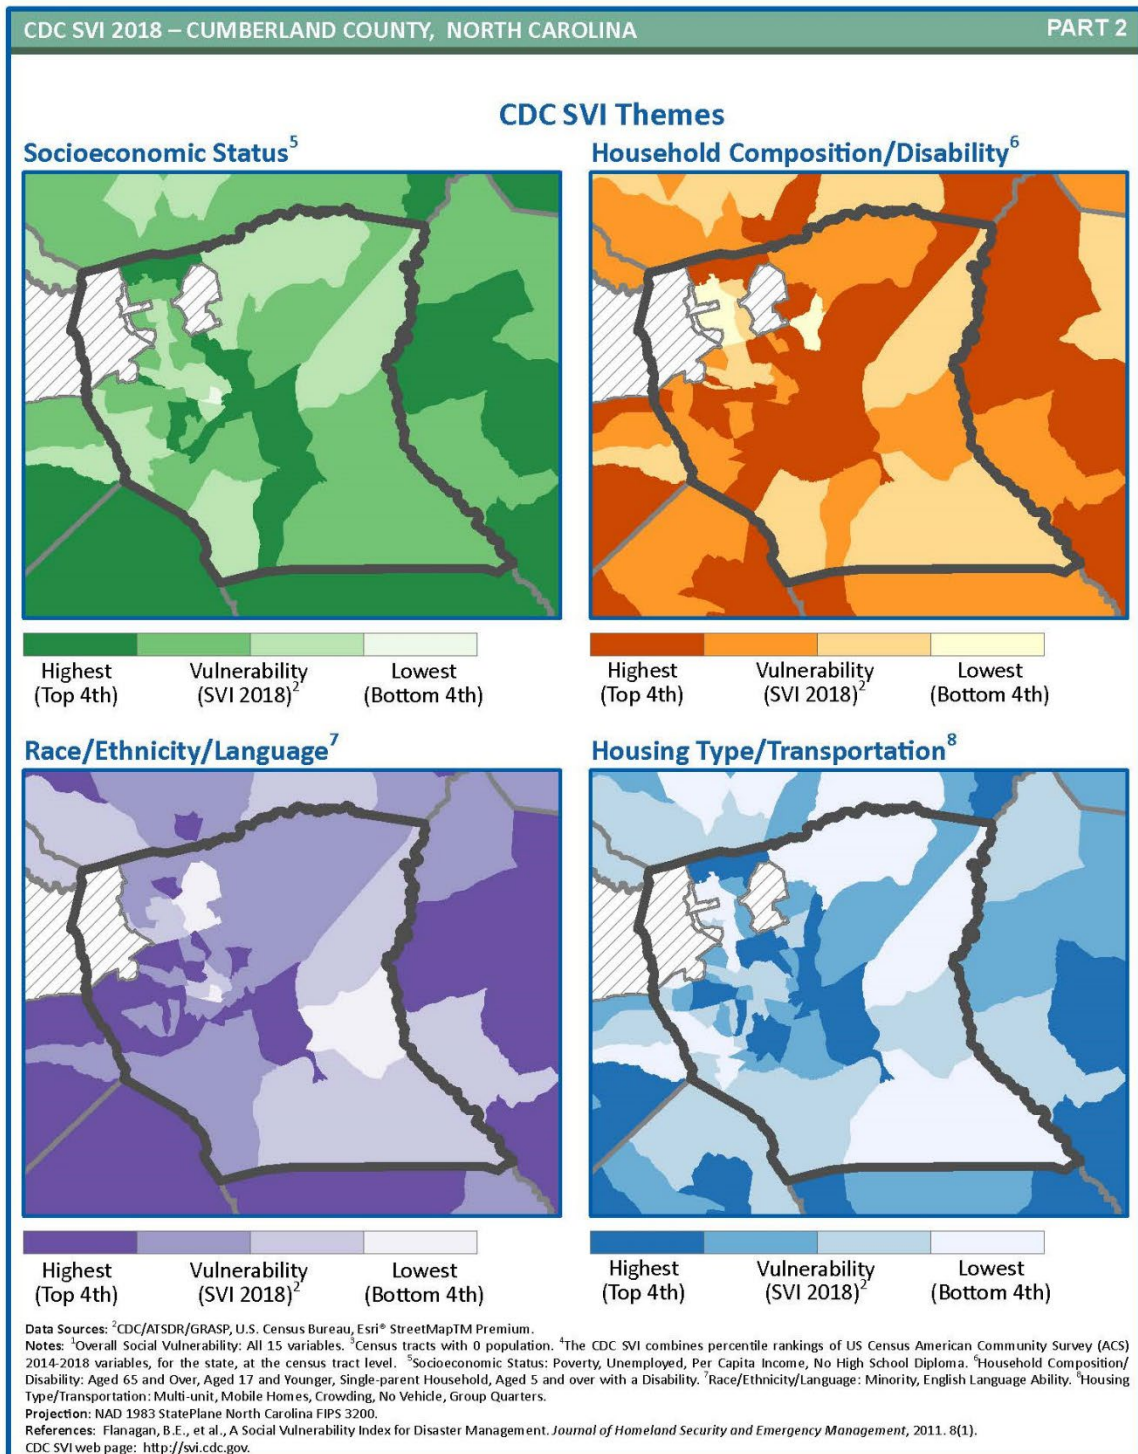 CDC SVI 2018 – CUMBERLAND COUNTY, NORTH CAROLINA PART 2
CDC SVI Themes
Socioeconomic Status5
Household Composition/Disability6
Highest (Top 4th)
Vulnerability (SVI 2018)2
Lowest (Bottom 4th)
Highest (Top 4th)
Vulnerability (SVI 2018)2
Lowest (Bottom 4th)
Race/Ethnicity/Language7
Housing Type/Transportation8
Highest (Top 4th)
Vulnerability (SVI 2018)2
Lowest (Bottom 4th)
Highest (Top 4th)
Vulnerability (SVI 2018)2
Lowest (Bottom 4th)
Data Sources: 2CDC/ATSDR/GRASP, U.S. Census Bureau, Esri® StreetMapTM Premium.
Notes: 1Overall Social Vulnerability: All 15 variables. 3Census tracts with 0 population. 4The CDC SVI combines percentile rankings of US Census American Community Survey (ACS)
2014-2018 variables, for the state, at the census tract level. 5Socioeconomic Status: Poverty, Unemployed, Per Capita Income, No High School Diploma. 6Household Composition/
Disability: Aged 65 and Over, Aged 17 and Younger, Single-parent Household, Aged 5 and over with a Disability. 7Race/Ethnicity/Language: Minority, English Language Ability. 8Housing
Type/Transportation: Multi-unit, Mobile Homes, Crowding, No Vehicle, Group Quarters.
Projection: NAD 1983 StatePlane North Carolina FIPS 3200.
References: Flanagan, B.E., et al., A Social Vulnerability Index for Disaster Management. Journal of Homeland Security and Emergency Management, 2011. 8(1).
CDC SVI web page: http://svi.cdc.gov.